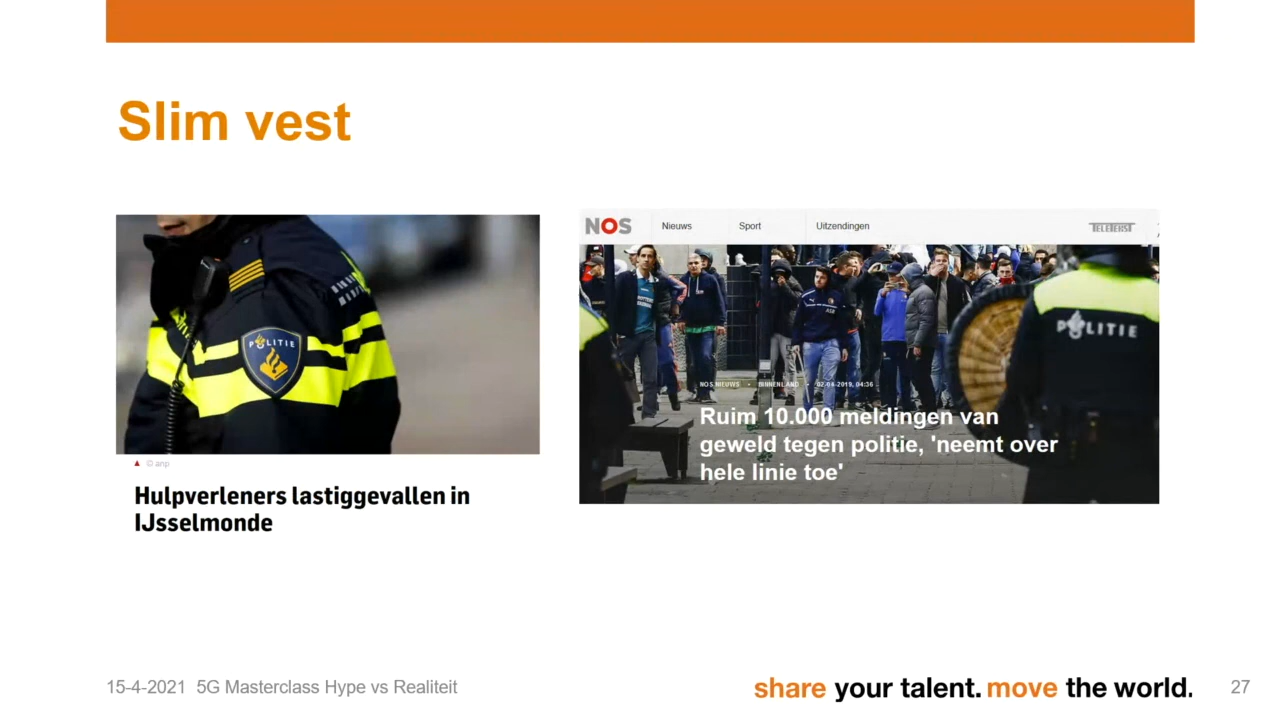 Slim vest
POLITIE
© anp
Hulpverleners lastiggevallen in
IJsselmonde
NOS
Nieuws
Sport
Uitzendingen
TELETEKST
POLITIE
NOS NIEUWS • BINNENLAND • 02-04-2019, 04:36
Ruim 10.000 meldingen van
geweld tegen politie, 'neemt over
hele linie toe'
15-4-2021 5G Masterclass Hype vs Realiteit
share your talent. move the world.
27